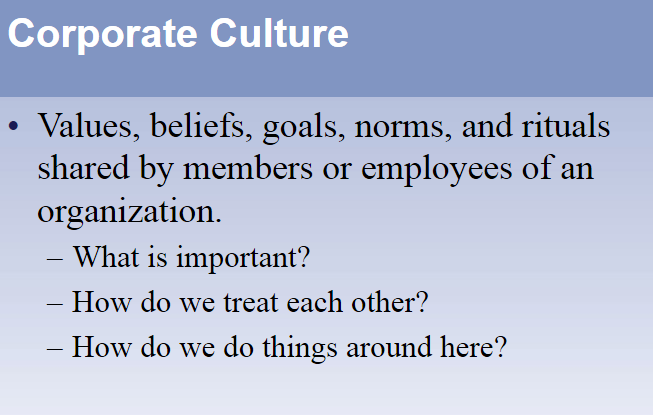 Corporate Culture
• Values, beliefs, goals, norms, and rituals
shared by members or employees of an
organization.
– What is important?
– How do we treat each other?
– How do we do things around here?